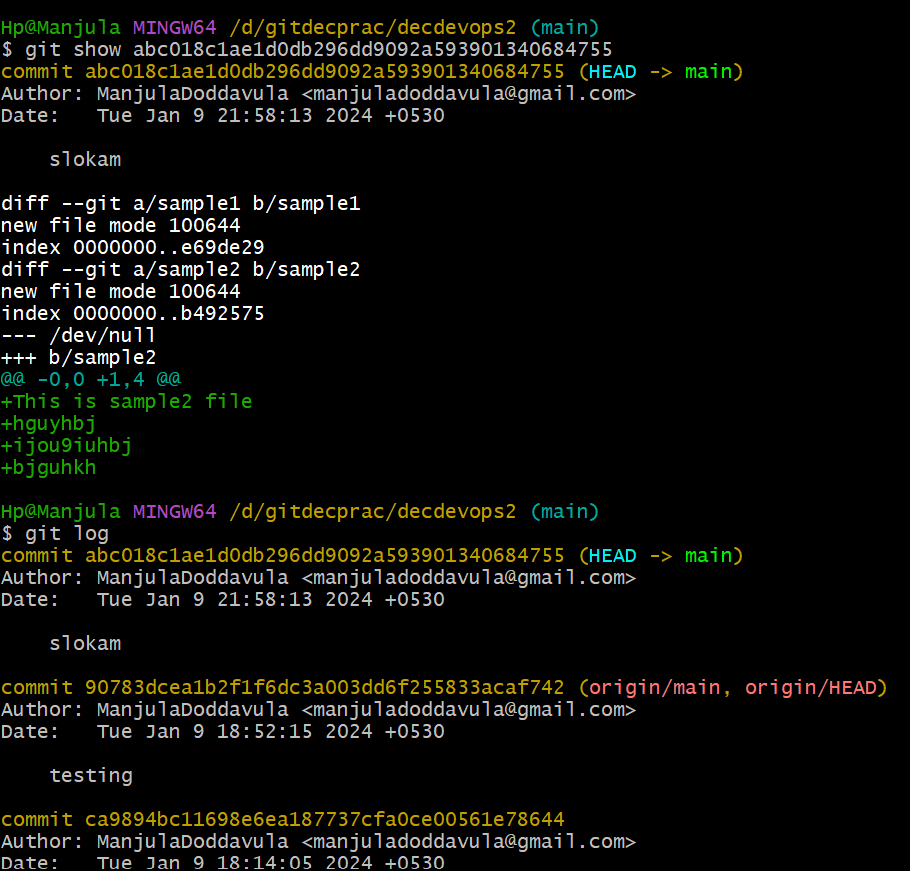 Hp@Manjula MINGW64 /d/gitdecprac/decdevops2 (main)
$ git show abc018c1ae1d0db296dd9092a593901340684755
commit abc018c1ae1d0db296dd9092a593901340684755 (HEAD -> main)
Author: ManjulaDoddavula <manjuladoddavula@gmail.com>
Date:   Tue Jan 9 21:58:13 2024 +0530

    slokam

diff --git a/sample1 b/sample1
new file mode 100644
index 0000000..e69de29
diff --git a/sample2 b/sample2
new file mode 100644
index 0000000..b492575
--- /dev/null
+++ b/sample2
@@ -0,0 +1,4 @@
+This is sample2 file
+hguyhbj
+ijou9iuhbj
+bjguhkh

Hp@Manjula MINGW64 /d/gitdecprac/decdevops2 (main)
$ git log
commit abc018c1ae1d0db296dd9092a593901340684755 (HEAD -> main)
Author: ManjulaDoddavula <manjuladoddavula@gmail.com>
Date:   Tue Jan 9 21:58:13 2024 +0530

    slokam

commit 90783dcea1b2f1f6dc3a003dd6f255833acaf742 (origin/main, origin/HEAD)
Author: ManjulaDoddavula <manjuladoddavula@gmail.com>
Date:   Tue Jan 9 18:52:15 2024 +0530

    testing

commit ca9894bc11698e6ea187737cfa0ce00561e78644
Author: ManjulaDoddavula <manjuladoddavula@gmail.com>
Date:   Tue Jan 9 18:14:05 2024 +0530